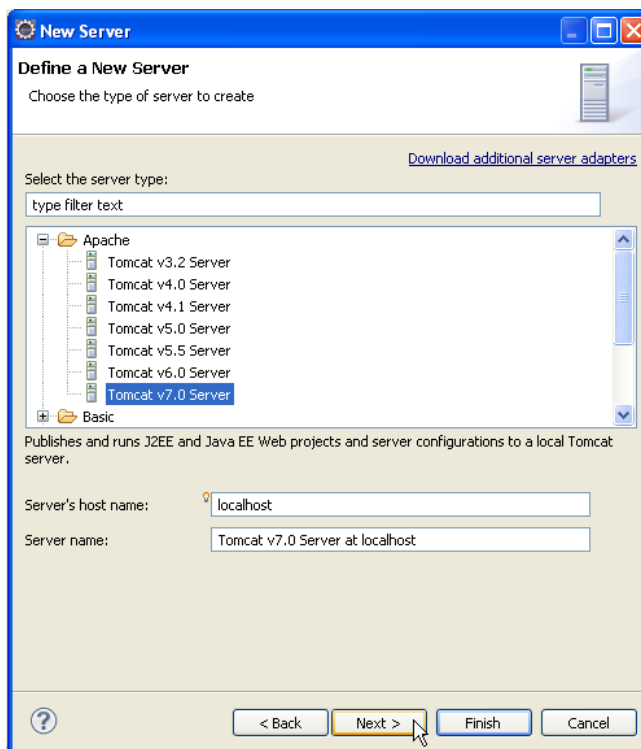 New Server
Define a New Server
Choose the type of server to create
Download additional server adapters
Select the server type:
type filter text
Apache
Tomcat v3.2 Server
Tomcat v4.0 Server
Tomcat v4.1 Server
Tomcat v5.0 Server
Tomcat v5.5 Server
Tomcat v6.0 Server
Tomcat v7.0 Server
Basic
Publishes and runs J2EE and Java EE Web projects and server configurations to a local Tomcat
server.
Server's host name: localhost
Server name: Tomcat v7.0 Server at localhost
? < Back Next > Finish Cancel